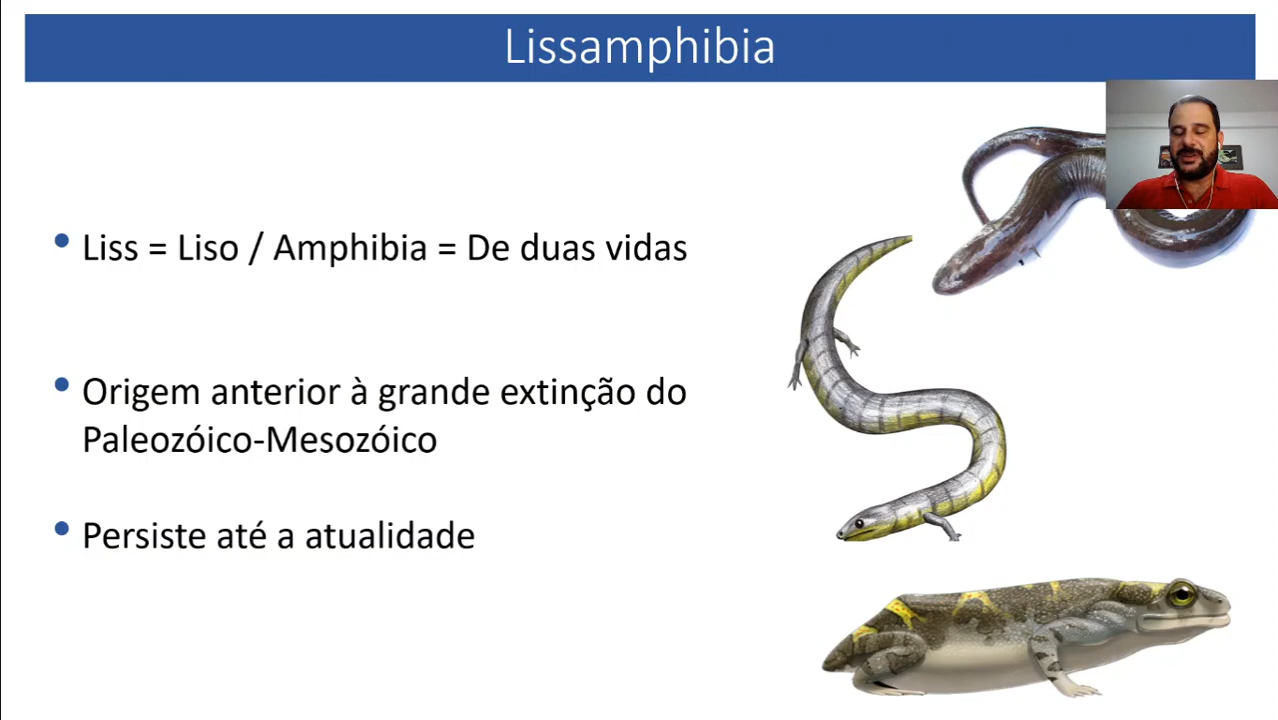 Lissamphibia
• Liss = Liso / Amphibia = De duas vidas
• Origem anterior à grande extinção do
Paleozóico-Mesozóico
• Persiste até a atualidade